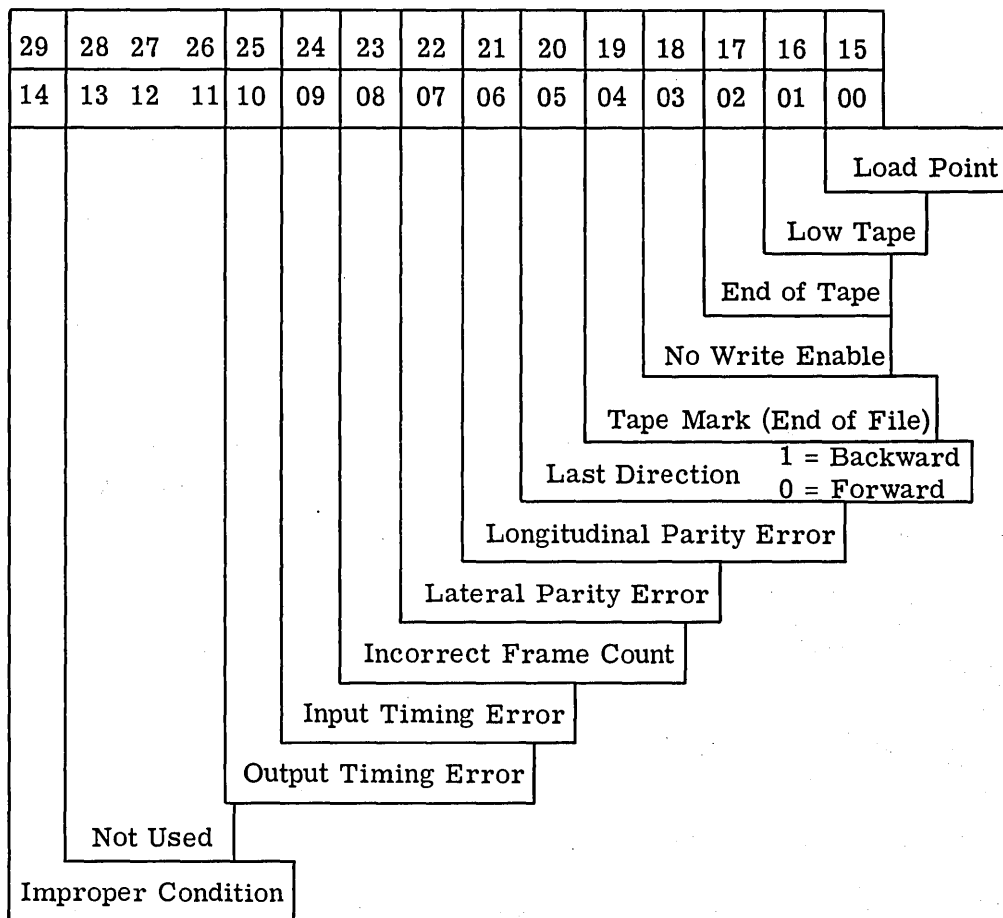 29 28 27 26 25 24 23 22 21 20 19 18 17 16 15
14 13 12 11 10 09 08 07 06 05 04 03 02 01 00
Load Point
Low Tape
End of Tape
No Write Enable
Tape Mark (End of File)
Last Direction 1 = Backward
0 = Forward
Longitudinal Parity Error
Lateral Parity Error
Incorrect Frame Count
Input Timing Error
Output Timing Error
Not Used
Improper Condition